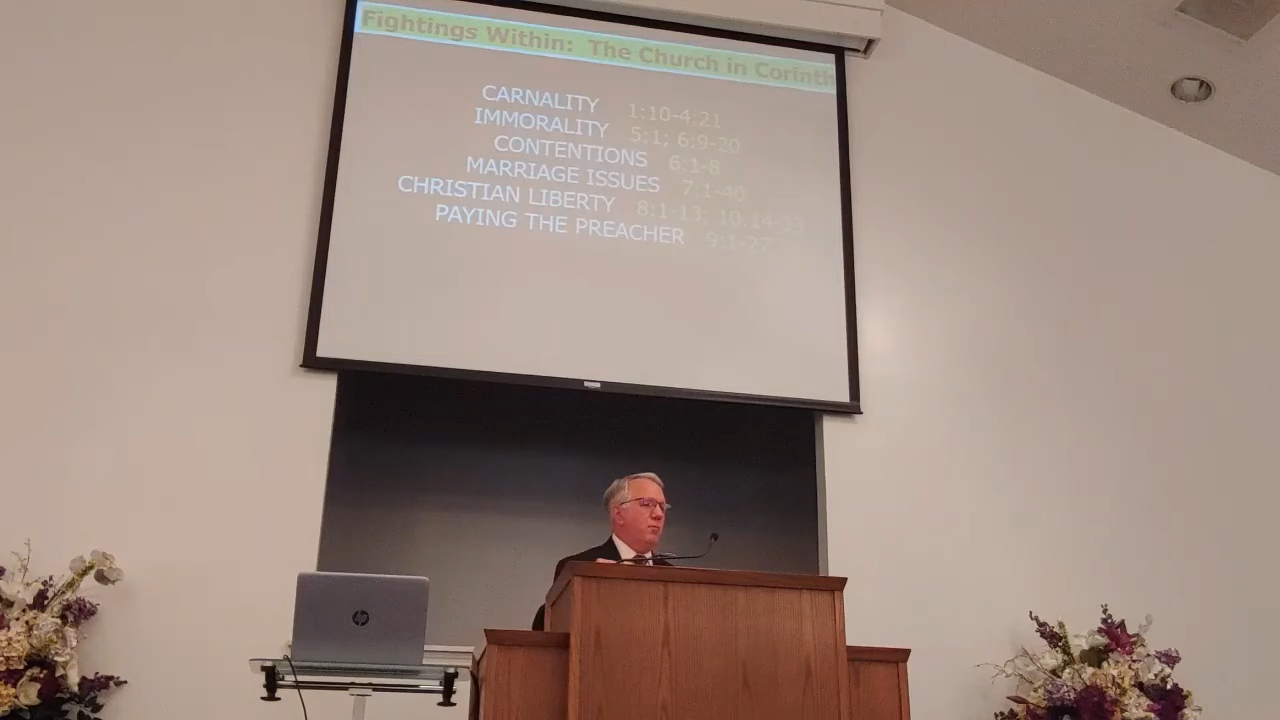 Fightings Within: The Church in Corinth
CARNALITY 1:10-4:21
IMMORALITY 5:1; 6:9-20
CONTENTIONS 6:1-8
MARRIAGE ISSUES 7:1-40
CHRISTIAN LIBERTY 8:1-13; 10:14-33
PAYING THE PREACHER 9:1-27
hp